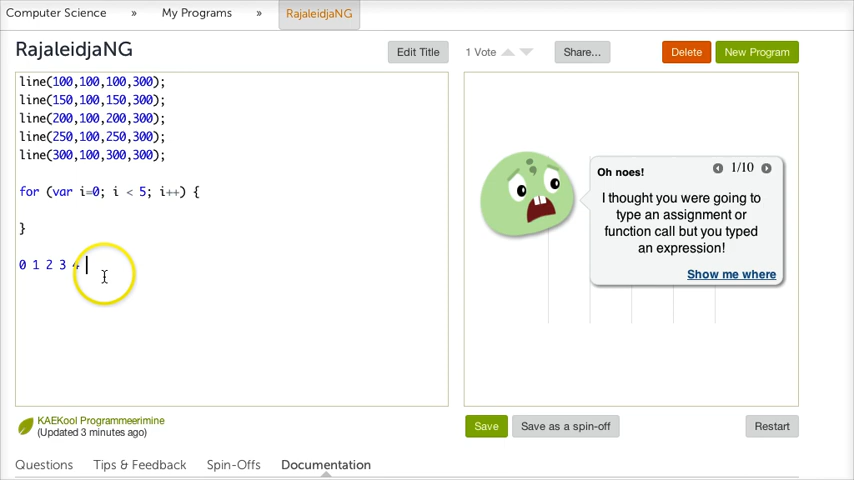 Computer Science » My Programs » RajaleidjaNG
RajaleidjaNG
Edit Title
1 Vote
Share...
Delete
New Program
line(100,100,100,300);
line(150,100,150,300);
line(200,100,200,300);
line(250,100,250,300);
line(300,100,300,300);
for (var i=0; i < 5; i++) {
}
0 1 2 3 4
Oh noes!
1/10
I thought you were going
to type an assignment or
function call but you typed
an expression!
Show me where
KAEKool Programmeerimine
(Updated 3 minutes ago)
Save
Save as a spin-off
Restart
Questions
Tips & Feedback
Spin-Offs
Documentation